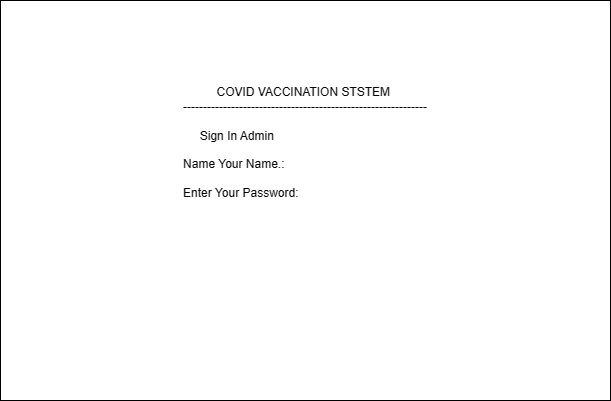 COVID VACCINATION STSTEM
-------------------------------------------------------------
Sign In Admin
Name Your Name.:
Enter Your Password: